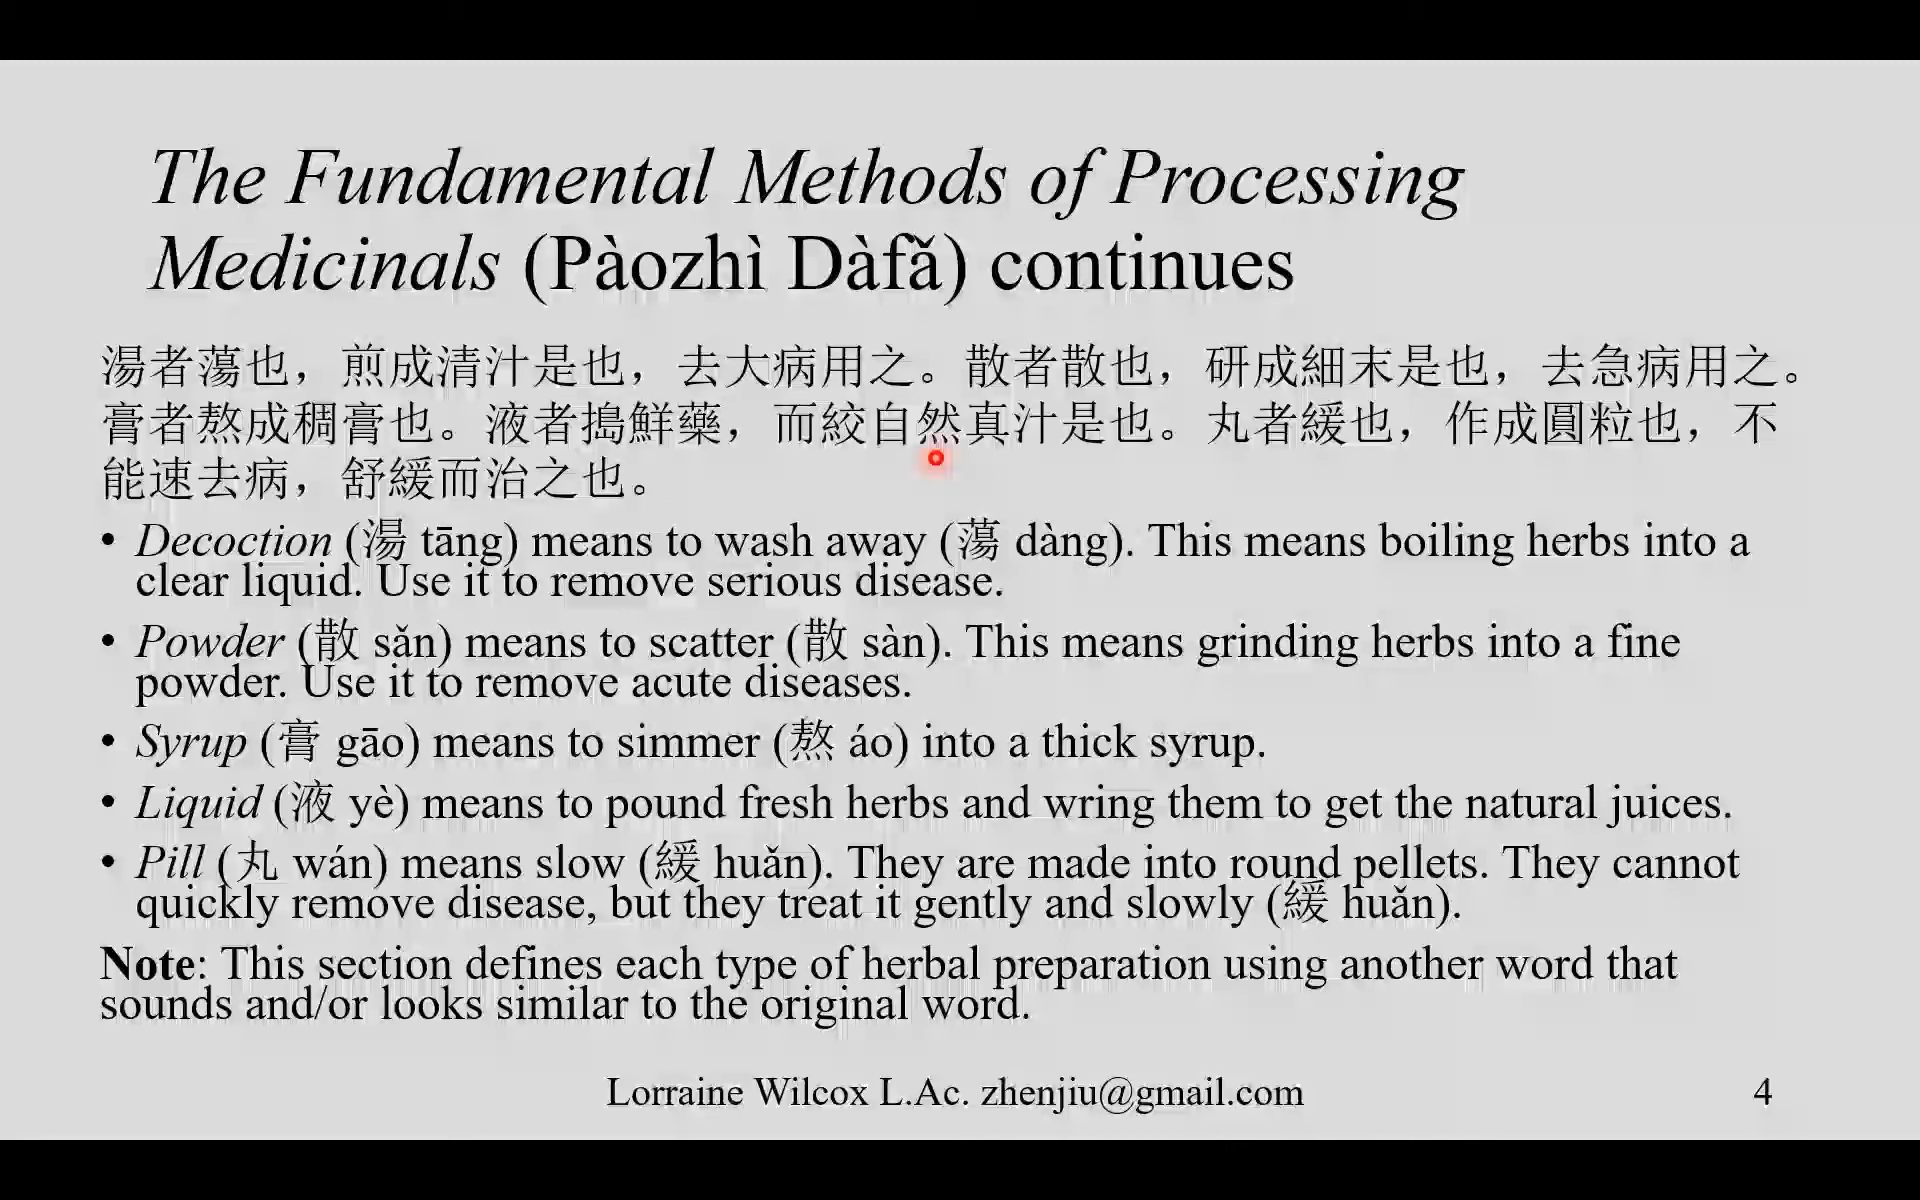 The Fundamental Methods of Processing
Medicinals (Pàozhì Dàfǎ) continues
湯者蕩也，煎成清汁是也，去大病用之。散者散也，研成細末是也，去急病用之。
膏者熬成稠膏也。液者搗鮮藥，而絞自然真汁是也。丸者緩也，作成圓粒也，不
能速去病，舒緩而治之也。
• Decoction (湯 tāng) means to wash away (蕩 dàng). This means boiling herbs into a
clear liquid. Use it to remove serious disease.
• Powder (散 sǎn) means to scatter (散 sàn). This means grinding herbs into a fine
powder. Use it to remove acute diseases.
• Syrup (膏 gāo) means to simmer (熬 áo) into a thick syrup.
• Liquid (液 yè) means to pound fresh herbs and wring them to get the natural juices.
• Pill (丸 wán) means slow (緩 huǎn). They are made into round pellets. They cannot
quickly remove disease, but they treat it gently and slowly (緩 huǎn).
Note: This section defines each type of herbal preparation using another word that
sounds and/or looks similar to the original word.
Lorraine Wilcox L.Ac. zhenjiu@gmail.com
4